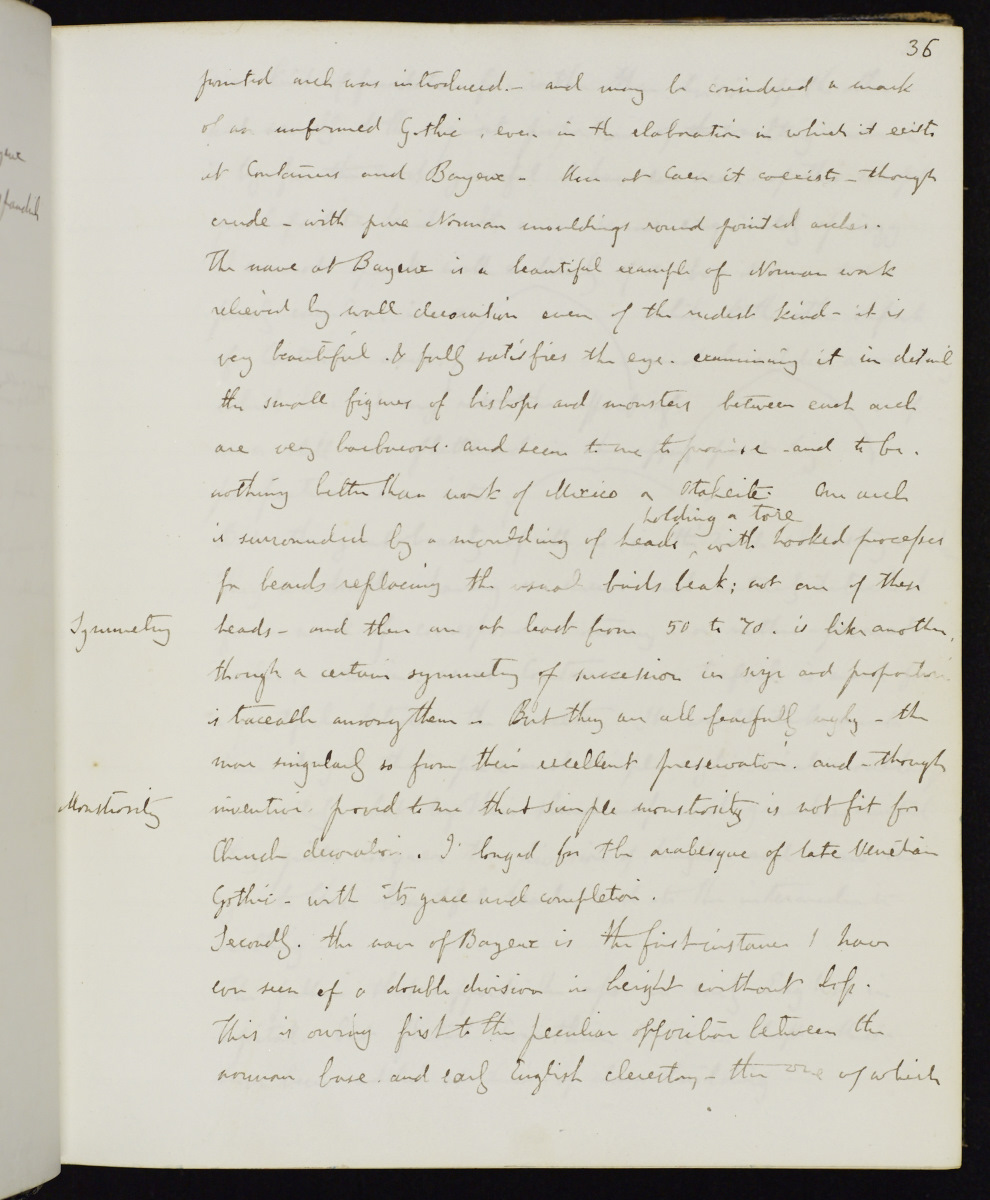 36
pointed arch was introduced. - and may be considered a mark
of an unformed Gothic, even in the elaboration in which it exists
at Coutances and Bayeux - Here at Caen it coexists - though
crude - with pure Norman mouldings round pointed arches.
The nave at Bayeux is a beautiful example of Norman work
relieved by wall decoration even of the rudest kind - it is
very beautiful. & fully satisfies the eye. examining it in detail
the small figures of bishops and monsters between each arch
are very barbarous. and seem to me to promise - and to be.
nothing better than work of Mexico or Otaheite. One arch
holding a tore
is surrounded by a moulding of heads, with hooked processes
for beards replacing the usual birds beak; not one of these
Symmetry
heads - and there are at least from 50 to 70. is like another,
though a certain symmetry of succession in size and proportion
is traceable among them - But they are all fearfully ugly - the
more singularly so from their excellent preservation. and - though
Monstrosity
inventive proved to me that simple monstrosity is not fit for
Church decoration. I longed for the arabesque of late Venetian
Gothic - with its grace and completion.
Secondly. the nave of Bayeux is the first instance I have
ever seen of a double division in height without loss.
This is owing first to the peculiar opposition between the
norman base. and early English clerestory - the one of which